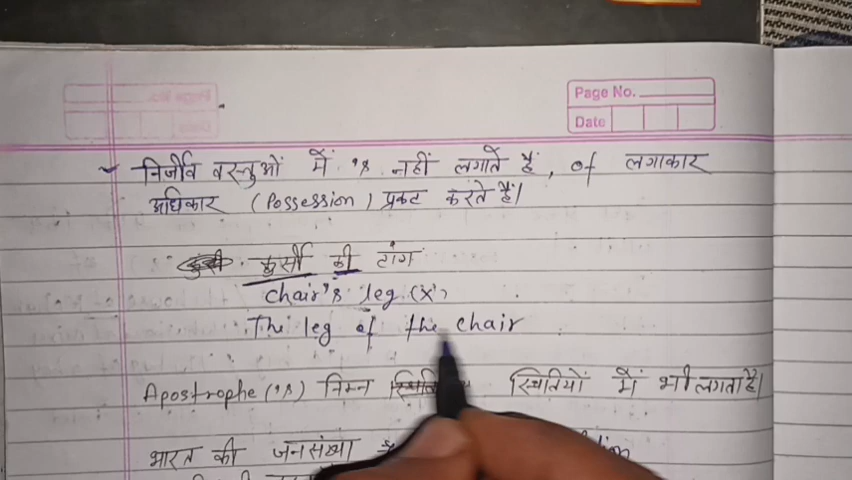 Page No.
Date
निर्जीव वस्तुओं में 's नहीं लगाते हैं, of लगाकार
अधिकार (Possession) प्रकट करते हैं।
कुर्सी की टांग
Chair's leg (x)
The leg of the chair
Apostrophe ('s) निम्न स्थितियों में भी लगता है।
भारत की जनसंख्या